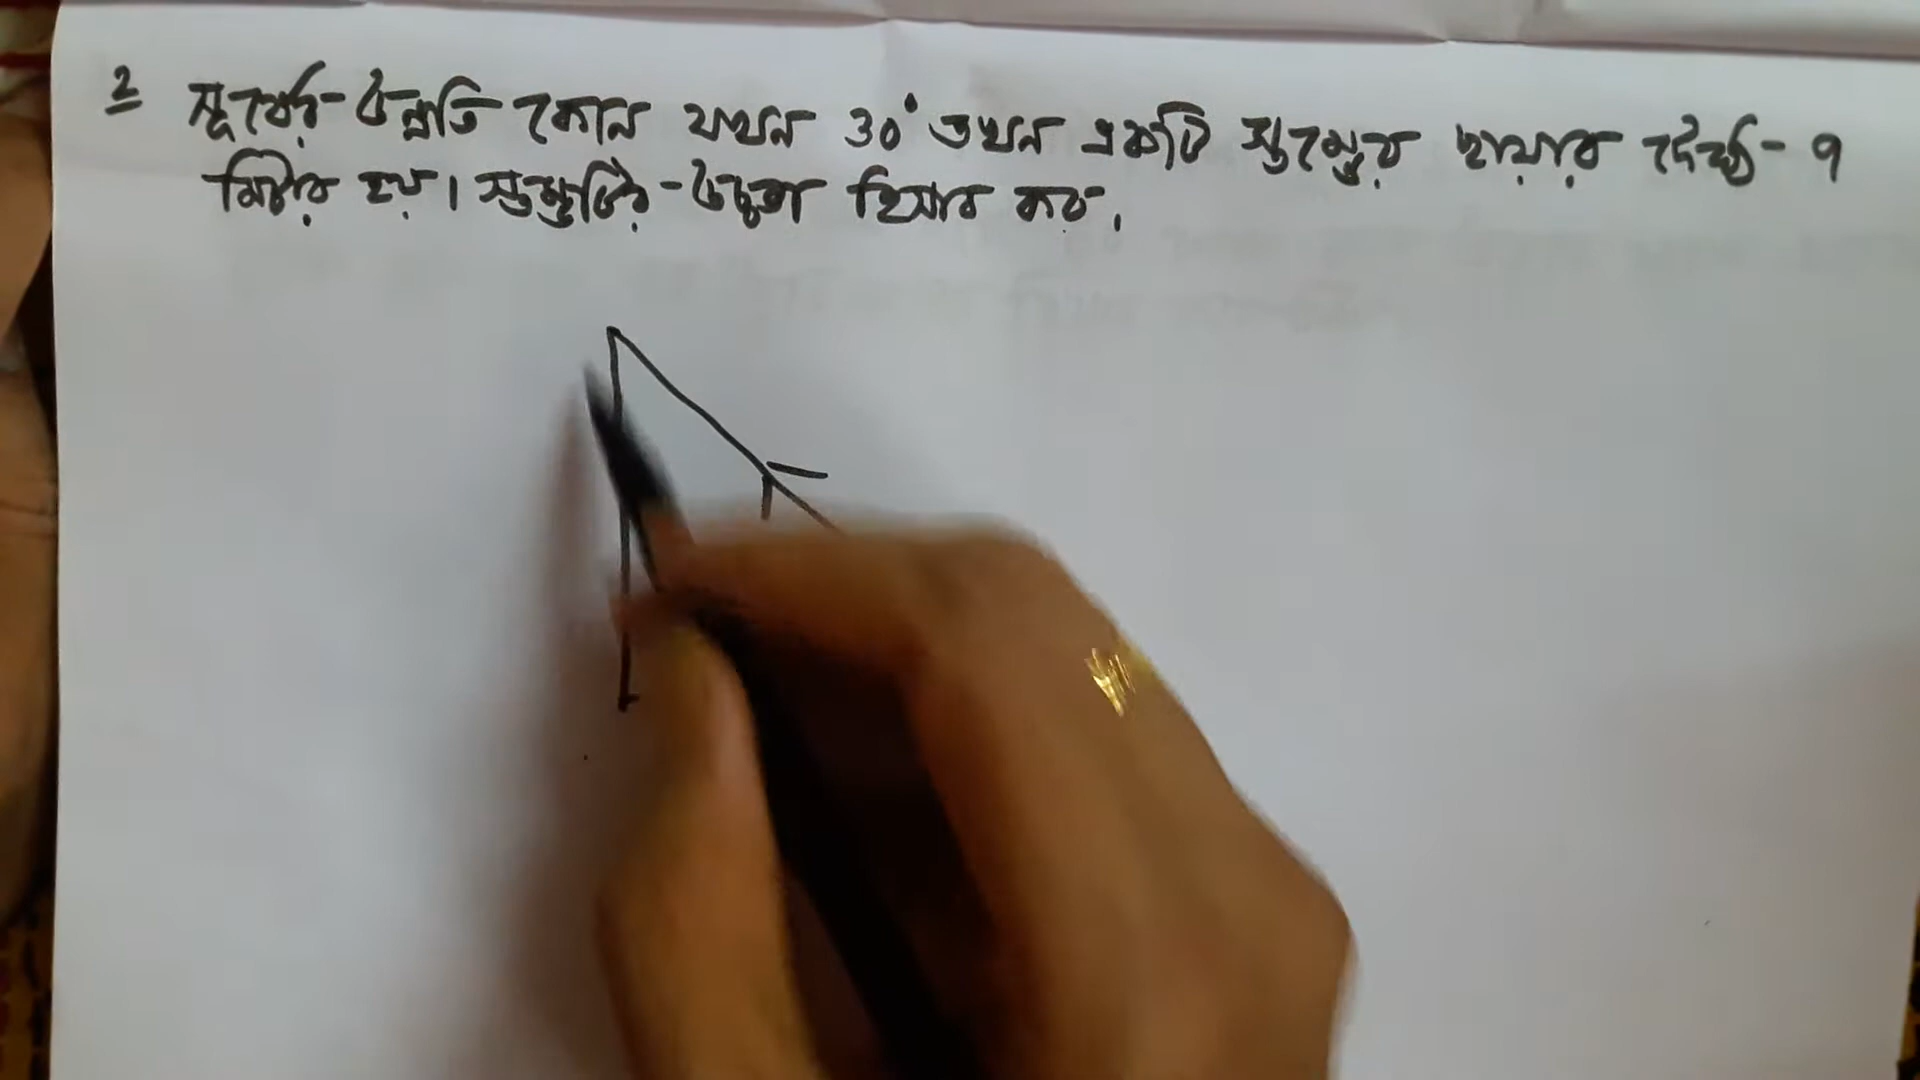 2 সূর্যের উন্নতি কোন যখন 30° তখন একটি স্তম্ভের ছায়ার দৈর্ঘ্য 9
মিটার হয়। স্তম্ভটির উচ্চতা হিসাব কর.